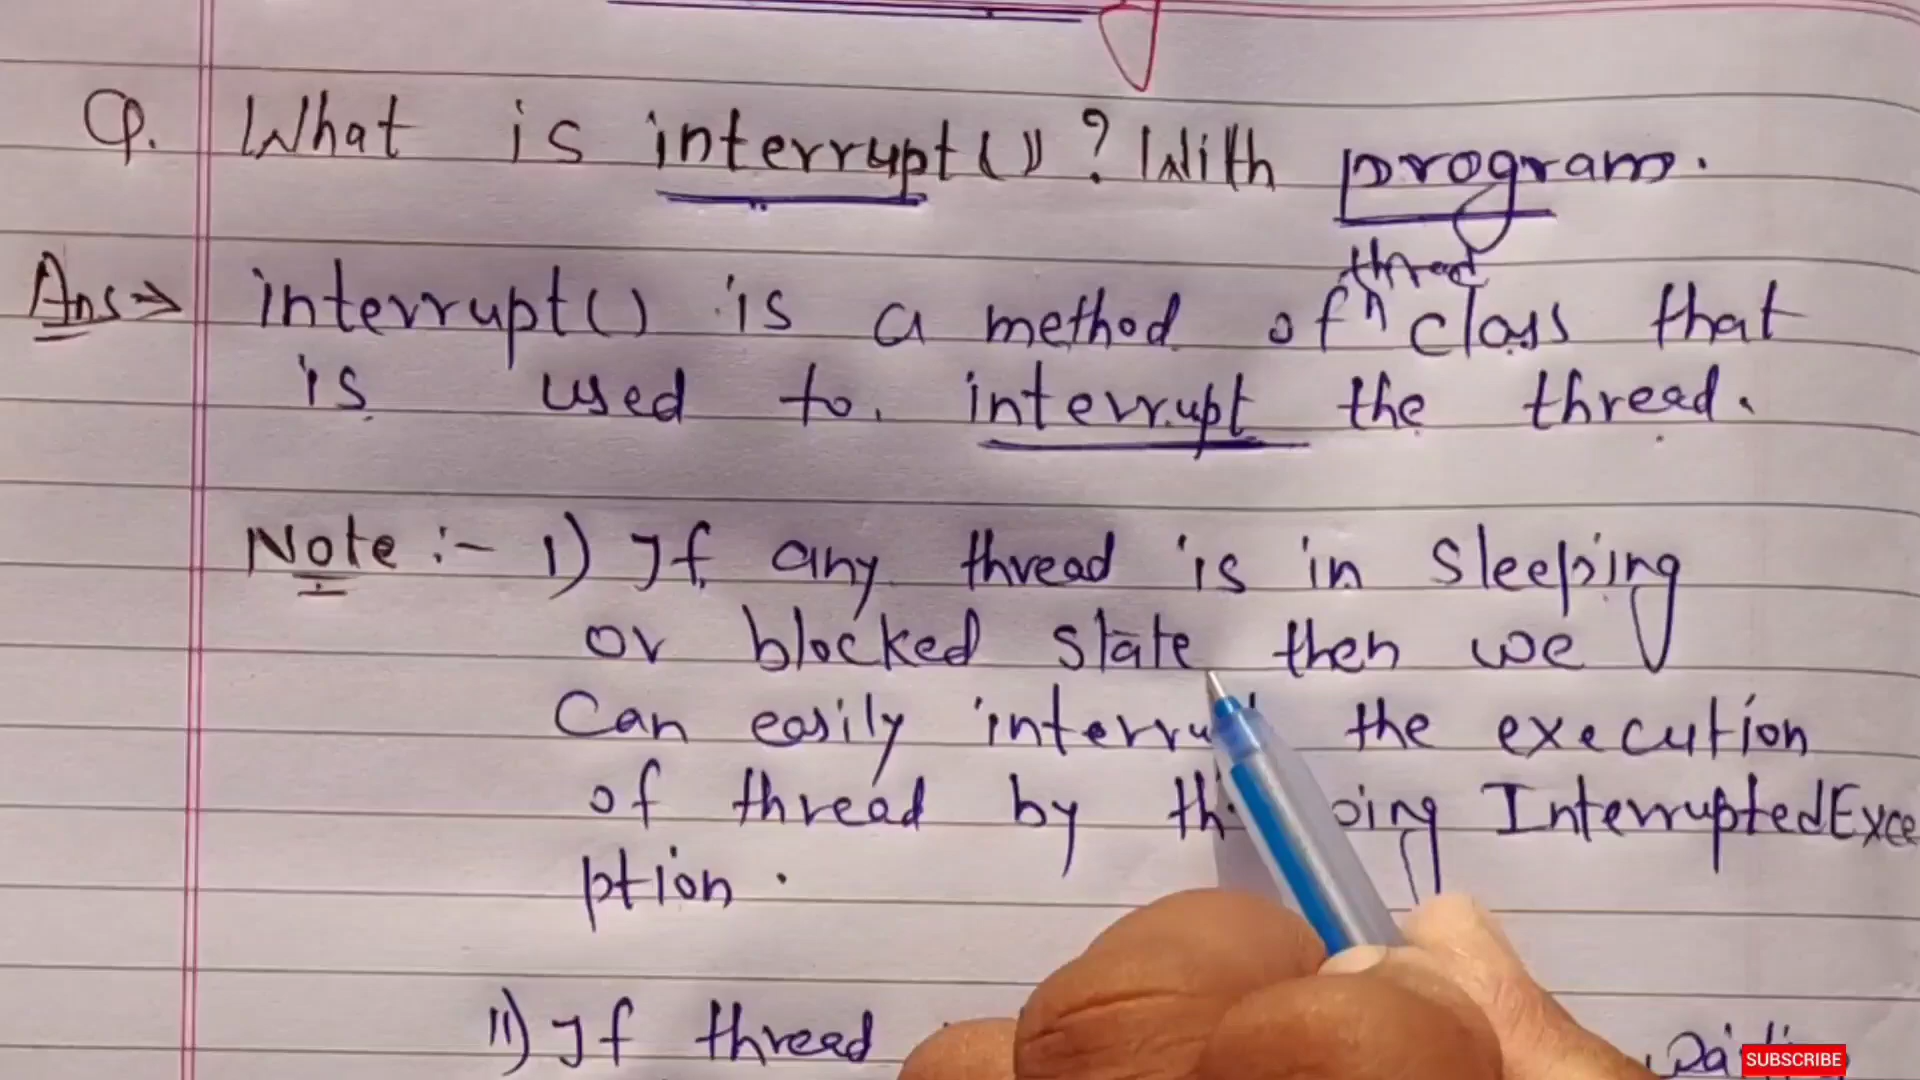 Q. What is interrupt()? With program.
thread
Ans→ interrupt() is a method of ^ class that
is used to interrupt the thread.
Note :- I) If any thread is in sleeping
or blocked state then we
can easily the execution
of thread by InterruptedExce
ption.
II) If thread
SUBSCRIBE